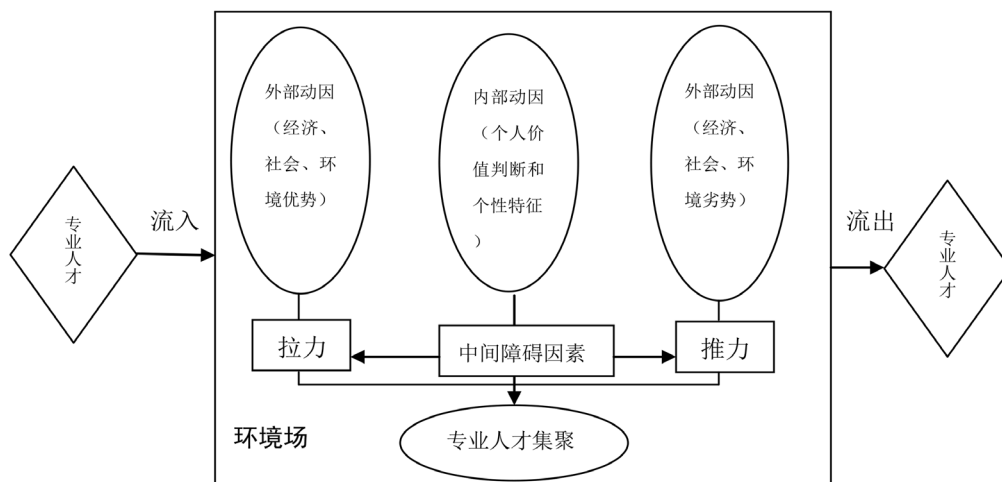 外部动因
（经济、
社会、环
境优势）
内部动因
（个人价
值判断和
个性特征
）
外部动因
（经济、
社会、环
境劣势）
专业人才
流入
流出
专业人才
拉力
中间障碍因素
推力
环境场
专业人才集聚